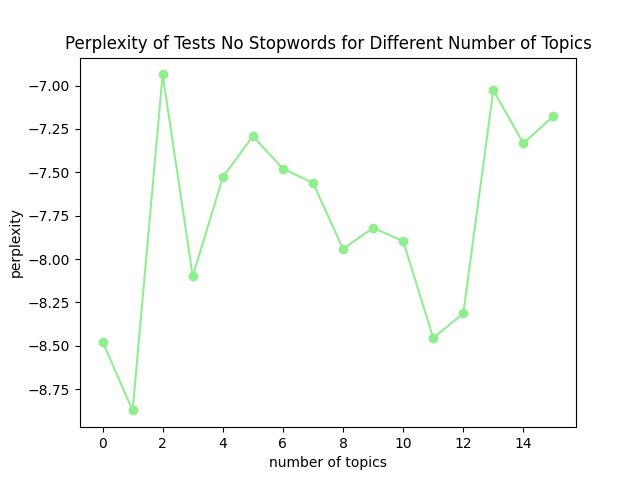 Perplexity of Tests No Stopwords for Different Number of Topics
−7.00
−7.25
−7.50
−7.75
−8.00
−8.25
−8.50
−8.75
perplexity
0 2 4 6 8 10 12 14
number of topics